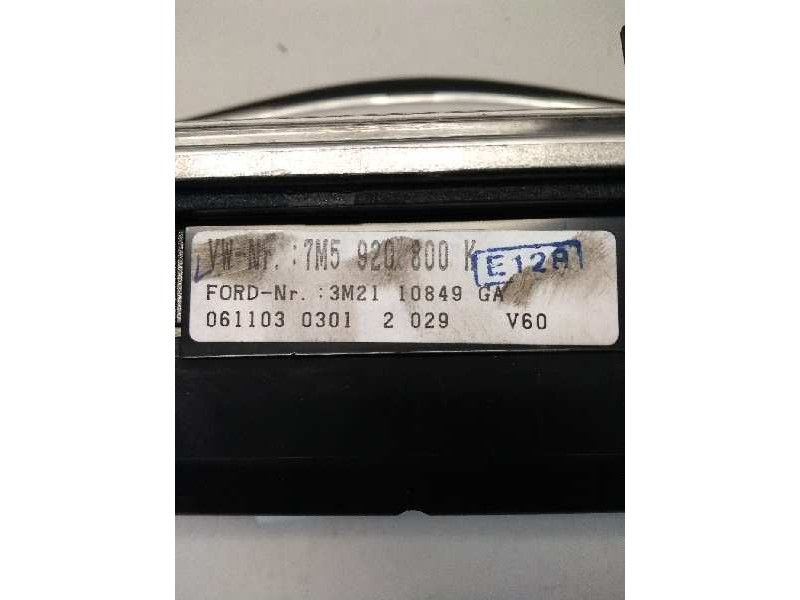 VW-Nr. :7M5 920 800 K
E12A
FORD-Nr. :3M21 10849 GA
061103 0301 2 029 V60